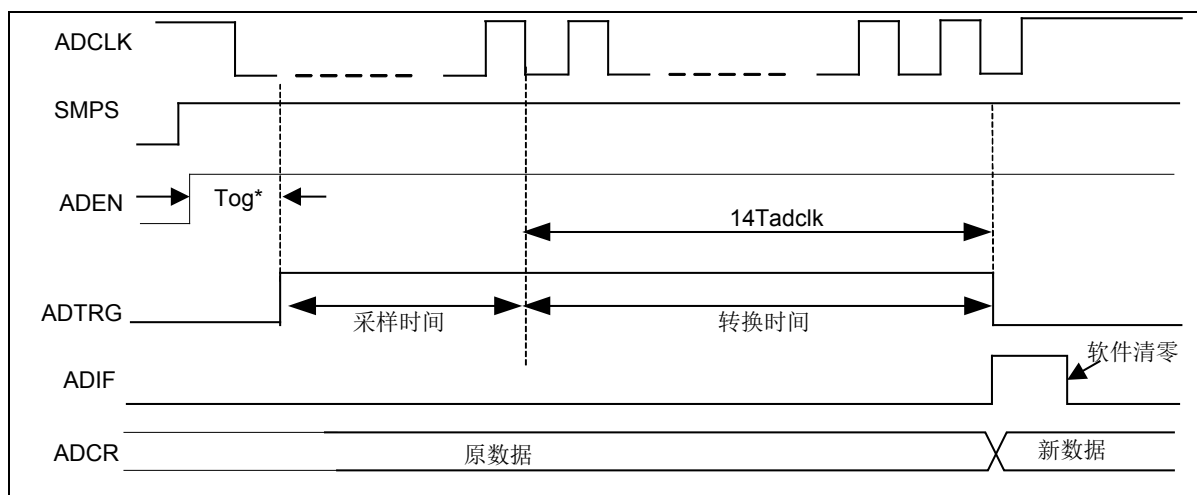 ADCLK
SMPS
ADEN
Tog*
14Tadclk
ADTRG
采样时间
转换时间
软件清零
ADIF
ADCR
原数据
新数据